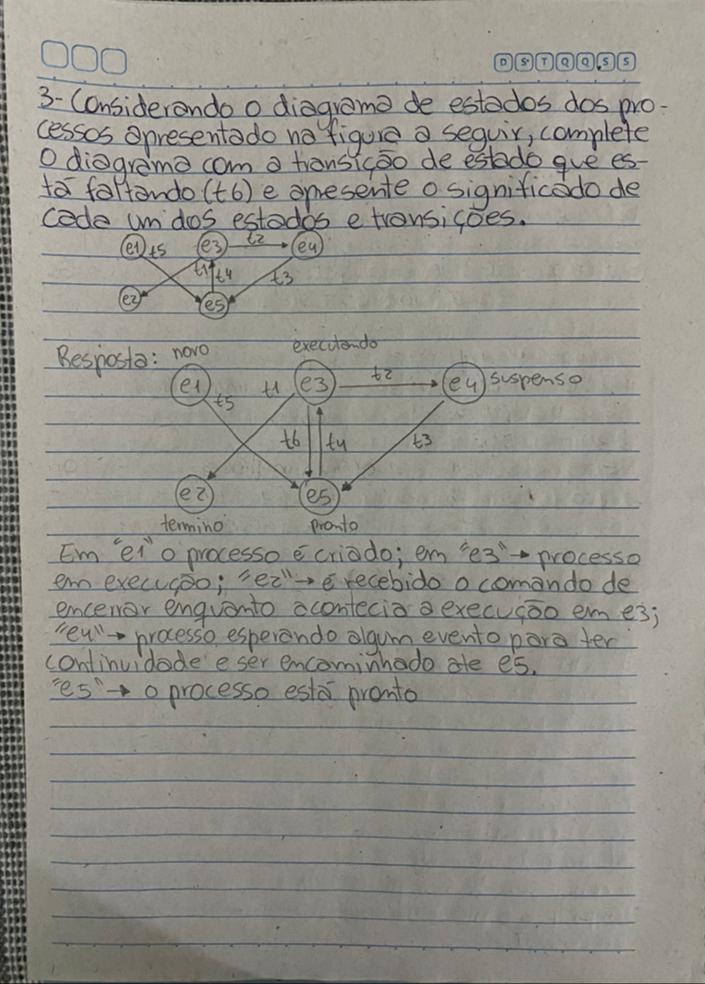 D S T Q Q S S
3- Considerando o diagrama de estados dos pro-
cessos apresentado na figura a seguir, complete
o diagrama com a transição de estado que es-
tá faltando (t6) e apresente o significado de
cada um dos estados e transições.
e1 t5 e3 t2 e4
t1 t4 t3
e2 e5
Resposta: novo executando
e1 t5 t1 e3 t2 e4 suspenso
t6 t4 t3
e2 e5
termino pronto
Em "e1" o processo é criado; em "e3" → processo
em execução; "e2" → é recebido o comando de
encerrar enquanto acontecia a execução em e3;
"e4" → processo esperando algum evento para ter
continuidade e ser encaminhado ate e5.
"e5" → o processo está pronto